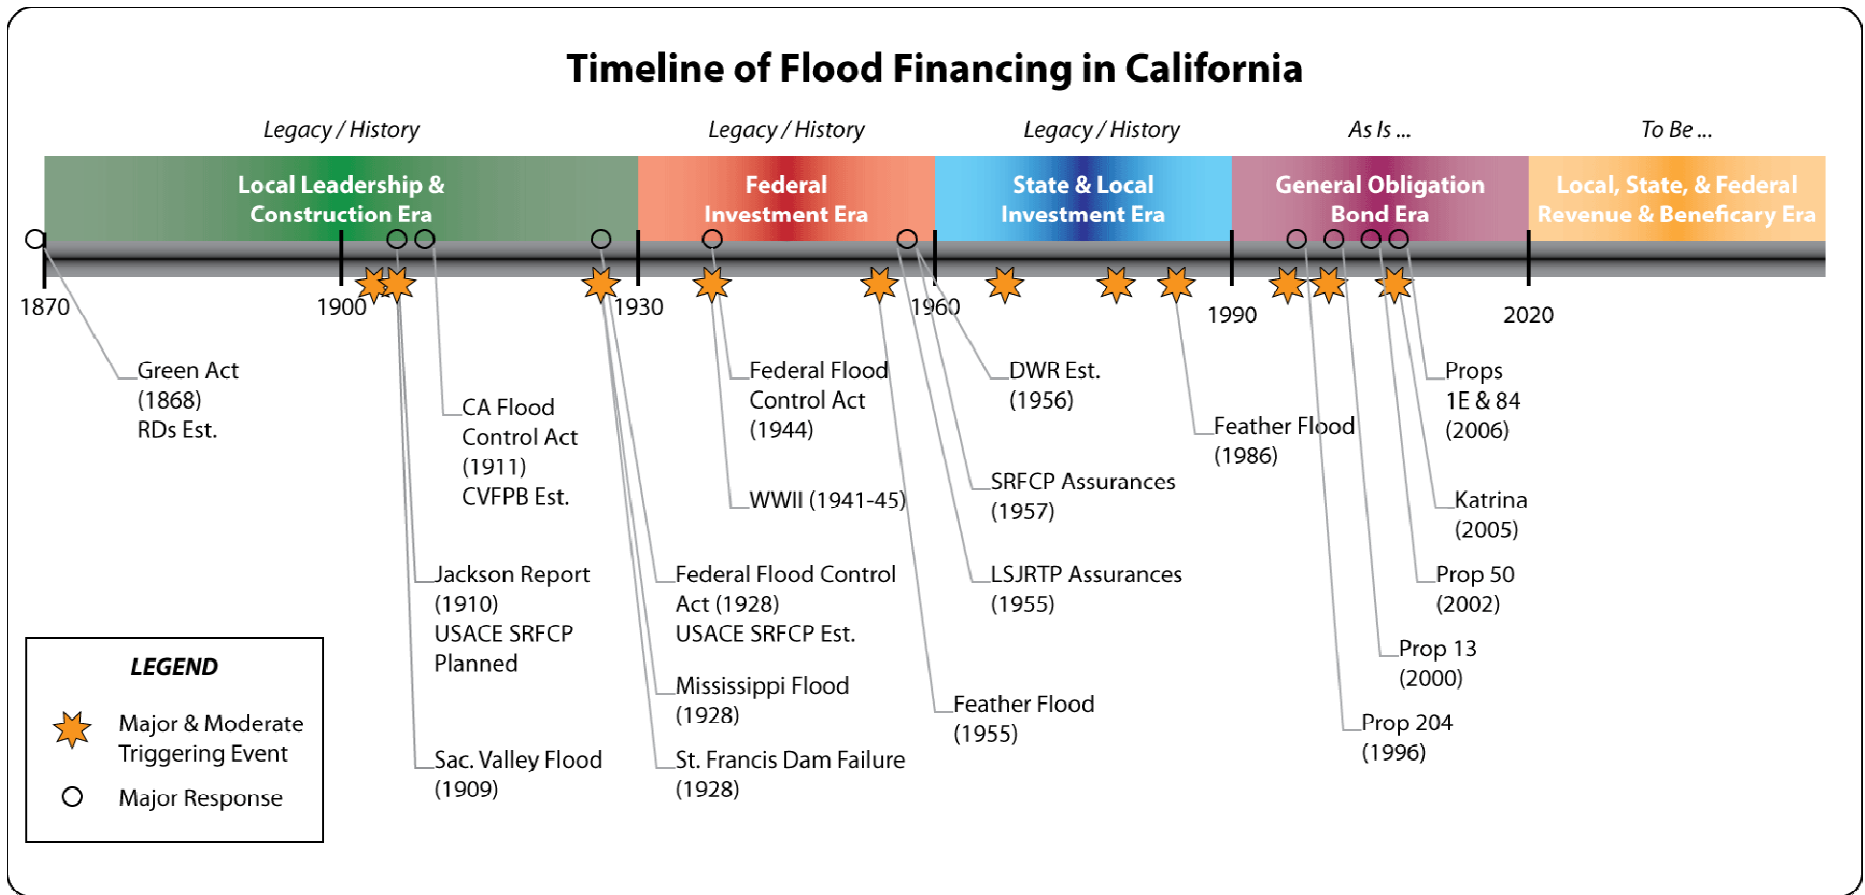 Timeline of Flood Financing in California
Legacy / History
Legacy / History
Legacy / History
As Is ...
To Be ...
Local Leadership &
Construction Era
Federal
Investment Era
State & Local
Investment Era
General Obligation
Bond Era
Local, State, & Federal
Revenue & Beneficary Era
1870
1900
1930
1960
1990
2020
Green Act
(1868)
RDs Est.
CA Flood
Control Act
(1911)
CVFPB Est.
Jackson Report
(1910)
USACE SRFCP
Planned
Sac. Valley Flood
(1909)
Federal Flood
Control Act
(1944)
WWII (1941-45)
Federal Flood Control
Act (1928)
USACE SRFCP Est.
Mississippi Flood
(1928)
St. Francis Dam Failure
(1928)
DWR Est.
(1956)
SRFCP Assurances
(1957)
LSJRTP Assurances
(1955)
Feather Flood
(1955)
Feather Flood
(1986)
Props
1E & 84
(2006)
Katrina
(2005)
Prop 50
(2002)
Prop 13
(2000)
Prop 204
(1996)
LEGEND
Major & Moderate
Triggering Event
Major Response